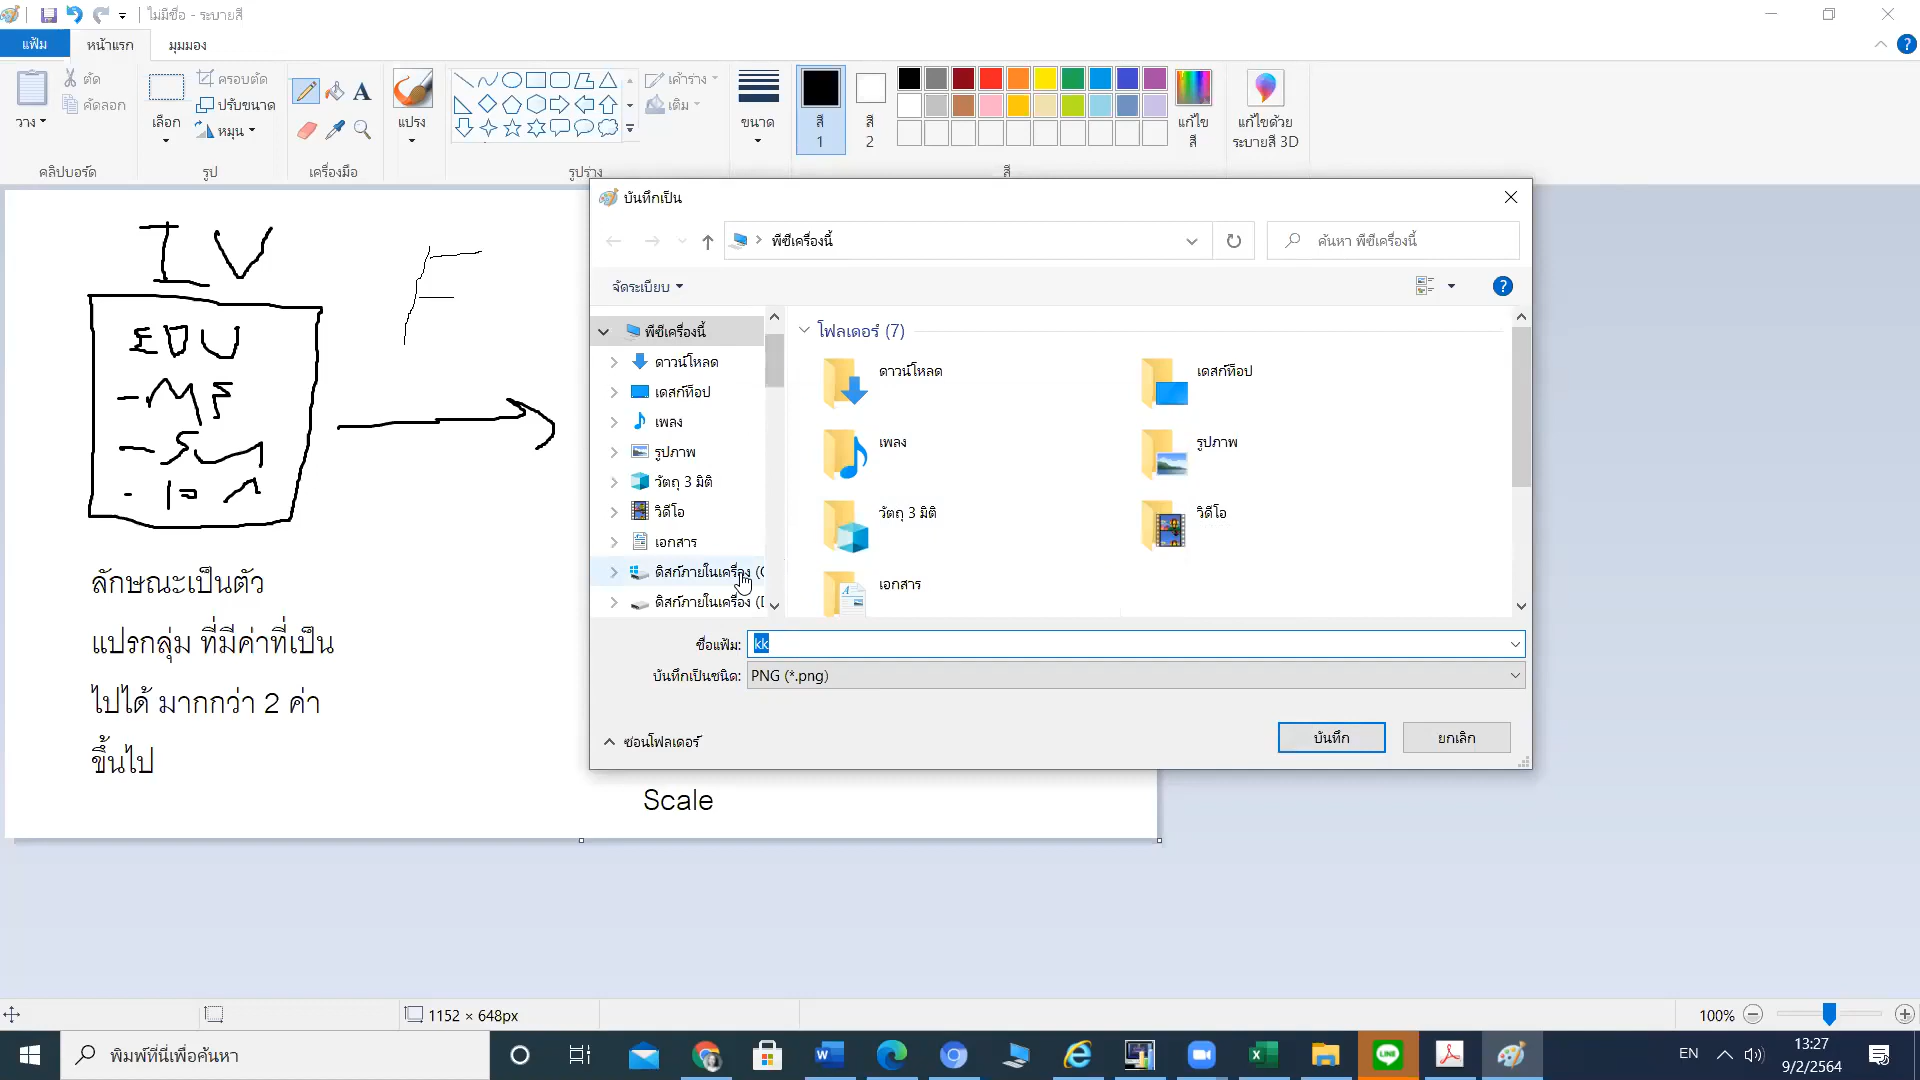 ไม่มีชื่อ - ระบายสี
แฟ้ม หน้าแรก มุมมอง
วาง ตัด คัดลอก เลือก ครอบตัด ปรับขนาด หมุน แปรง เค้าร่าง เติม ขนาด สี 1 สี 2 แก้ไขสี แก้ไขด้วยระบายสี 3D
คลิปบอร์ด รูป เครื่องมือ รูปร่าง สี
IV
EDU
ลักษณะเป็นตัว
แปรกลุ่ม ที่มีค่าที่เป็น
ไปได้ มากกว่า 2 ค่า
ขึ้นไป
Scale
บันทึกเป็น
พีซีเครื่องนี้
ค้นหา พีซีเครื่องนี้
จัดระเบียบ
พีซีเครื่องนี้
ดาวน์โหลด
เดสก์ท็อป
เพลง
รูปภาพ
วัตถุ 3 มิติ
วิดีโอ
เอกสาร
ดิสก์ภายในเครื่อง (C
ดิสก์ภายในเครื่อง (D
โฟลเดอร์ (7)
ดาวน์โหลด เดสก์ท็อป
เพลง รูปภาพ
วัตถุ 3 มิติ วิดีโอ
เอกสาร
ชื่อแฟ้ม: kk
บันทึกเป็นชนิด: PNG (*.png)
ซ่อนโฟลเดอร์ บันทึก ยกเลิก
1152 × 648px 100%
พิมพ์ที่นี่เพื่อค้นหา
EN
13:27
9/2/2564